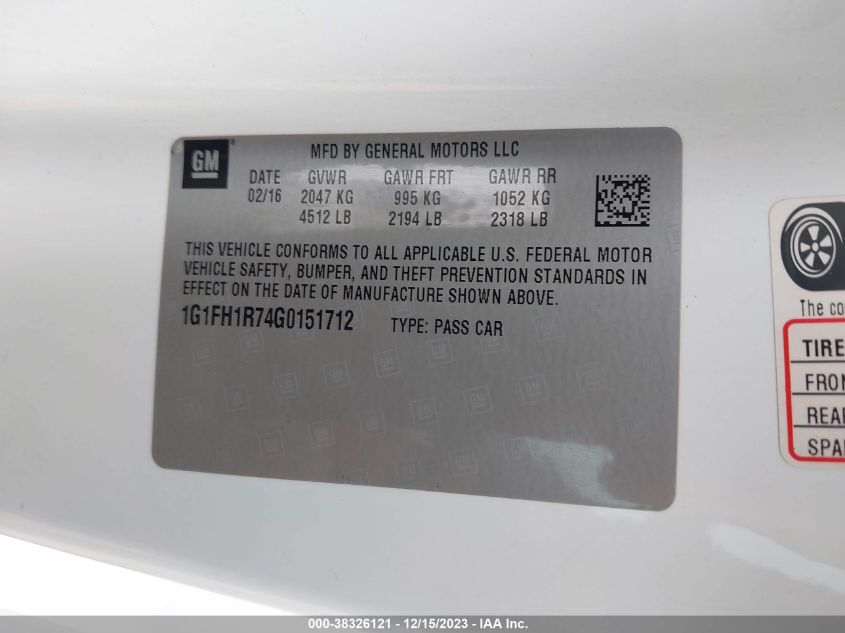 GM
MFD BY GENERAL MOTORS LLC
DATE GVWR GAWR FRT GAWR RR
02/16 2047 KG 995 KG 1052 KG
4512 LB 2194 LB 2318 LB
THIS VEHICLE CONFORMS TO ALL APPLICABLE U.S. FEDERAL MOTOR
VEHICLE SAFETY, BUMPER, AND THEFT PREVENTION STANDARDS IN
EFFECT ON THE DATE OF MANUFACTURE SHOWN ABOVE.
1G1FH1R74G0151712 TYPE: PASS CAR
The co
TIRE
FRON
REAR
SPA
000-38326121 - 12/15/2023 - IAA Inc.